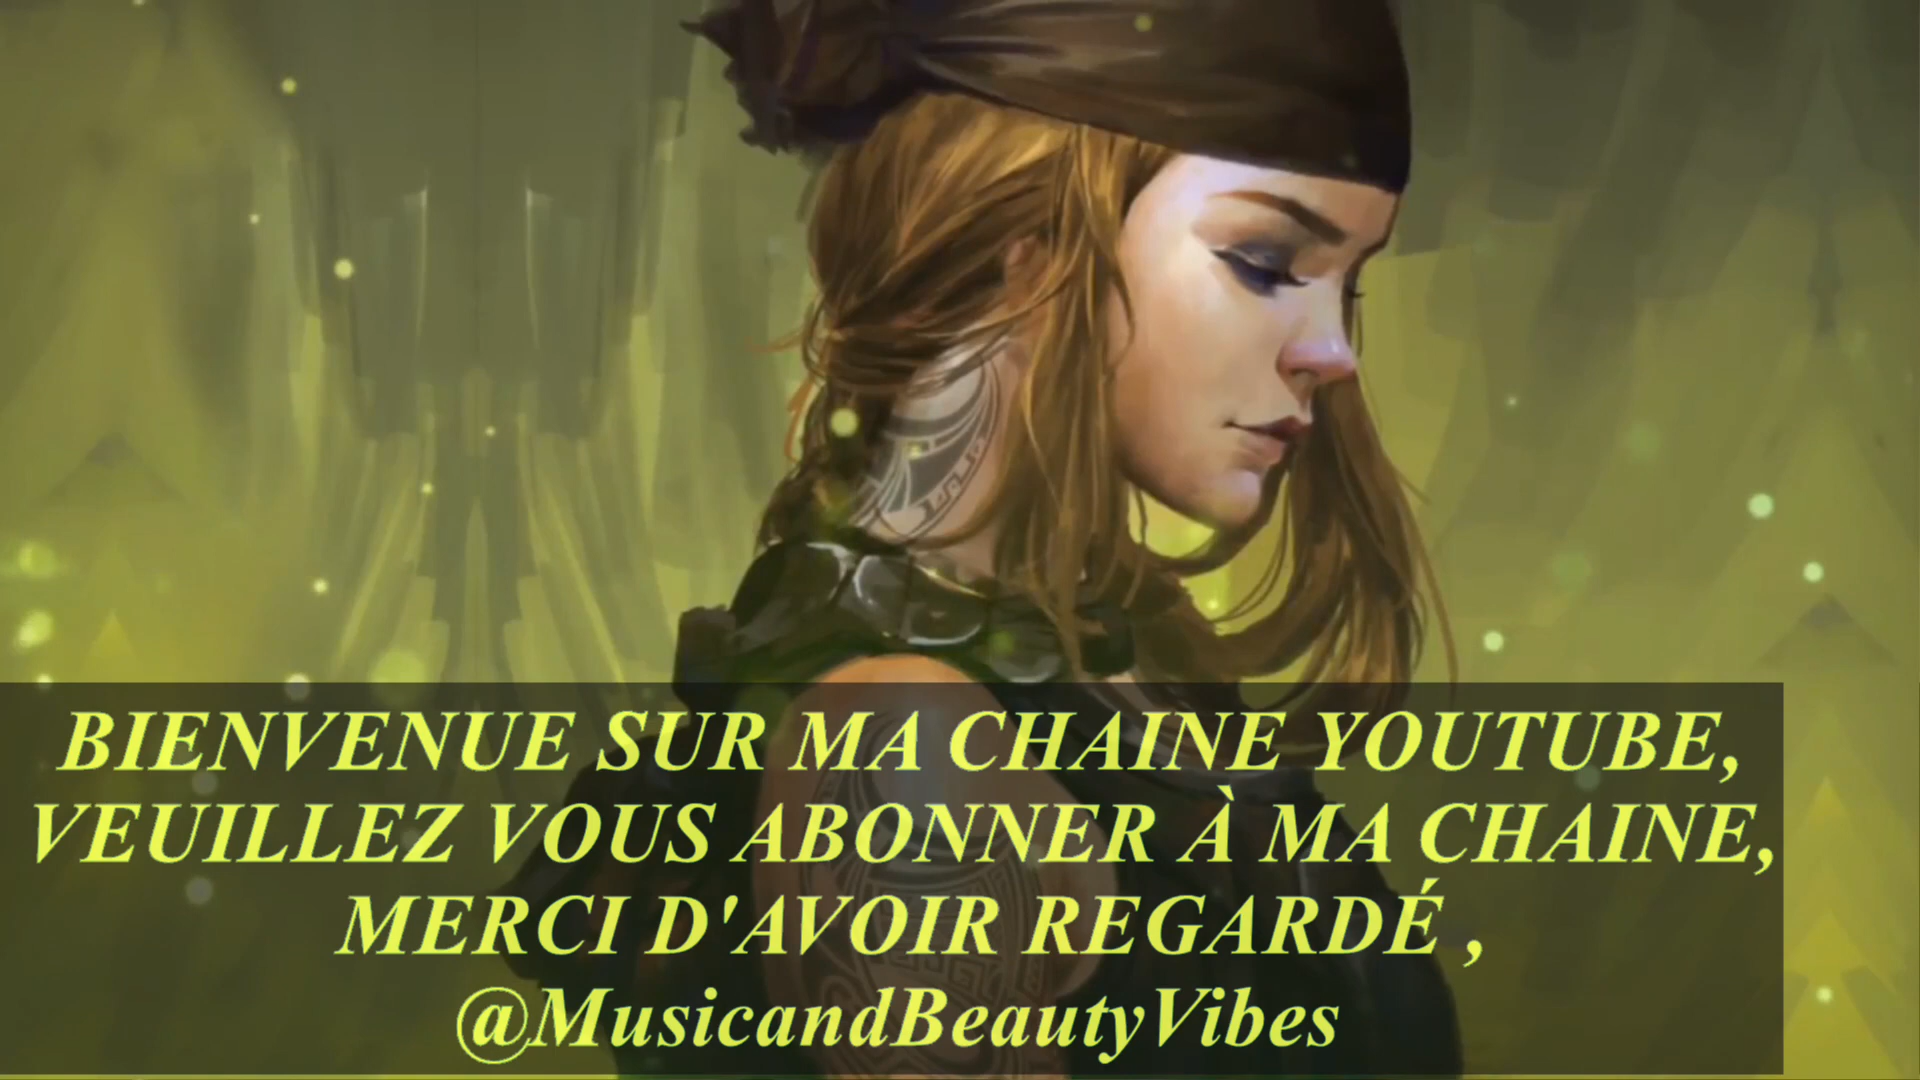 BIENVENUE SUR MA CHAINE YOUTUBE,
VEUILLEZ VOUS ABONNER À MA CHAINE,
MERCI D'AVOIR REGARDÉ ,
@MusicandBeautyVibes